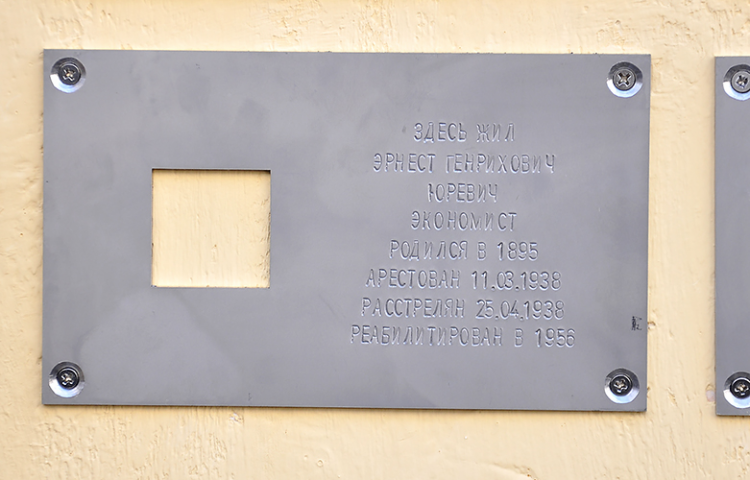 ЗДЕСЬ ЖИЛ
ЭРНЕСТ ГЕНРИХОВИЧ
ЮРЕВИЧ
ЭКОНОМИСТ
РОДИЛСЯ В 1895
АРЕСТОВАН 11.03.1938
РАССТРЕЛЯН 25.04.1938
РЕАБИЛИТИРОВАН В 1956